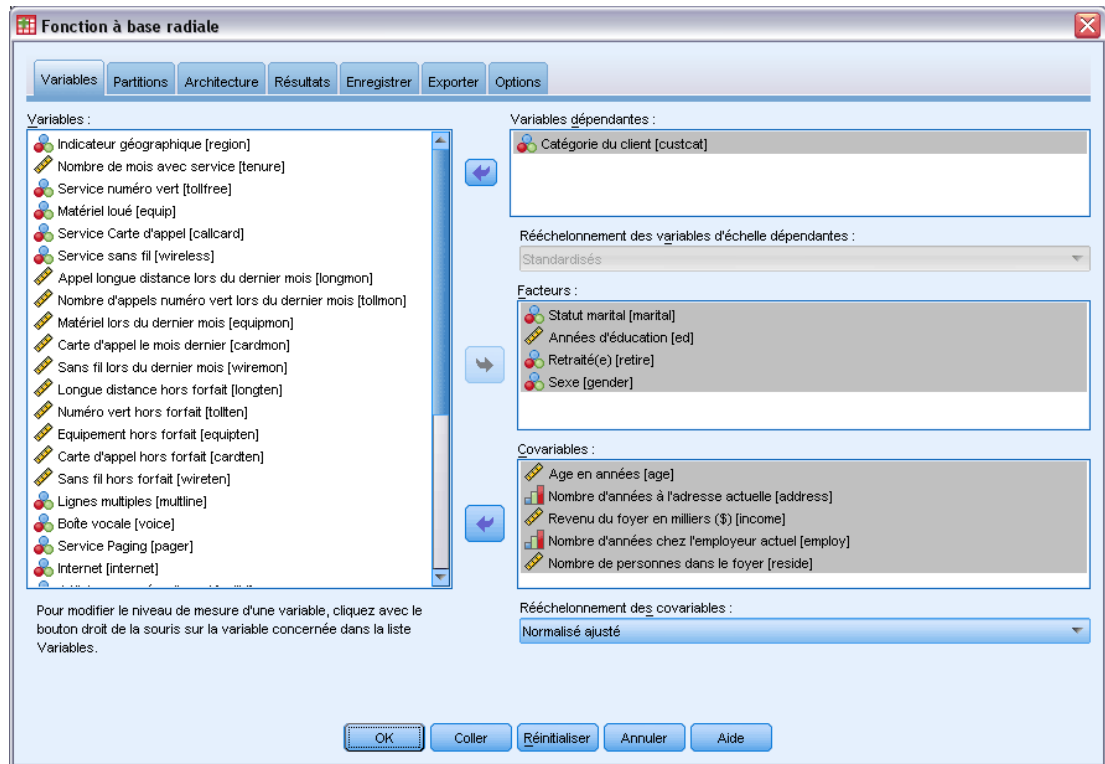 Fonction à base radiale
Variables
Partitions
Architecture
Résultats
Enregistrer
Exporter
Options
Variables :
Indicateur géographique [region]
Nombre de mois avec service [tenure]
Service numéro vert [tollfree]
Matériel loué [equip]
Service Carte d'appel [callcard]
Service sans fil [wireless]
Appel longue distance lors du dernier mois [longmon]
Nombre d'appels numéro vert lors du dernier mois [tollmon]
Matériel lors du dernier mois [equipmon]
Carte d'appel le mois dernier [cardmon]
Sans fil lors du dernier mois [wiremon]
Longue distance hors forfait [longten]
Numéro vert hors forfait [tollten]
Equipement hors forfait [equipten]
Carte d'appel hors forfait [cardten]
Sans fil hors forfait [wireten]
Lignes multiples [multline]
Boîte vocale [voice]
Service Paging [pager]
Internet [internet]
Pour modifier le niveau de mesure d'une variable, cliquez avec le
bouton droit de la souris sur la variable concernée dans la liste
Variables.
Variables dépendantes :
Catégorie du client [custcat]
Rééchelonnement des variables d'échelle dépendantes :
Standardisés
Facteurs :
Statut marital [marital]
Années d'éducation [ed]
Retraité(e) [retire]
Sexe [gender]
Covariables :
Age en années [age]
Nombre d'années à l'adresse actuelle [address]
Revenu du foyer en milliers ($) [income]
Nombre d'années chez l'employeur actuel [employ]
Nombre de personnes dans le foyer [reside]
Rééchelonnement des covariables :
Normalisé ajusté
OK
Coller
Réinitialiser
Annuler
Aide